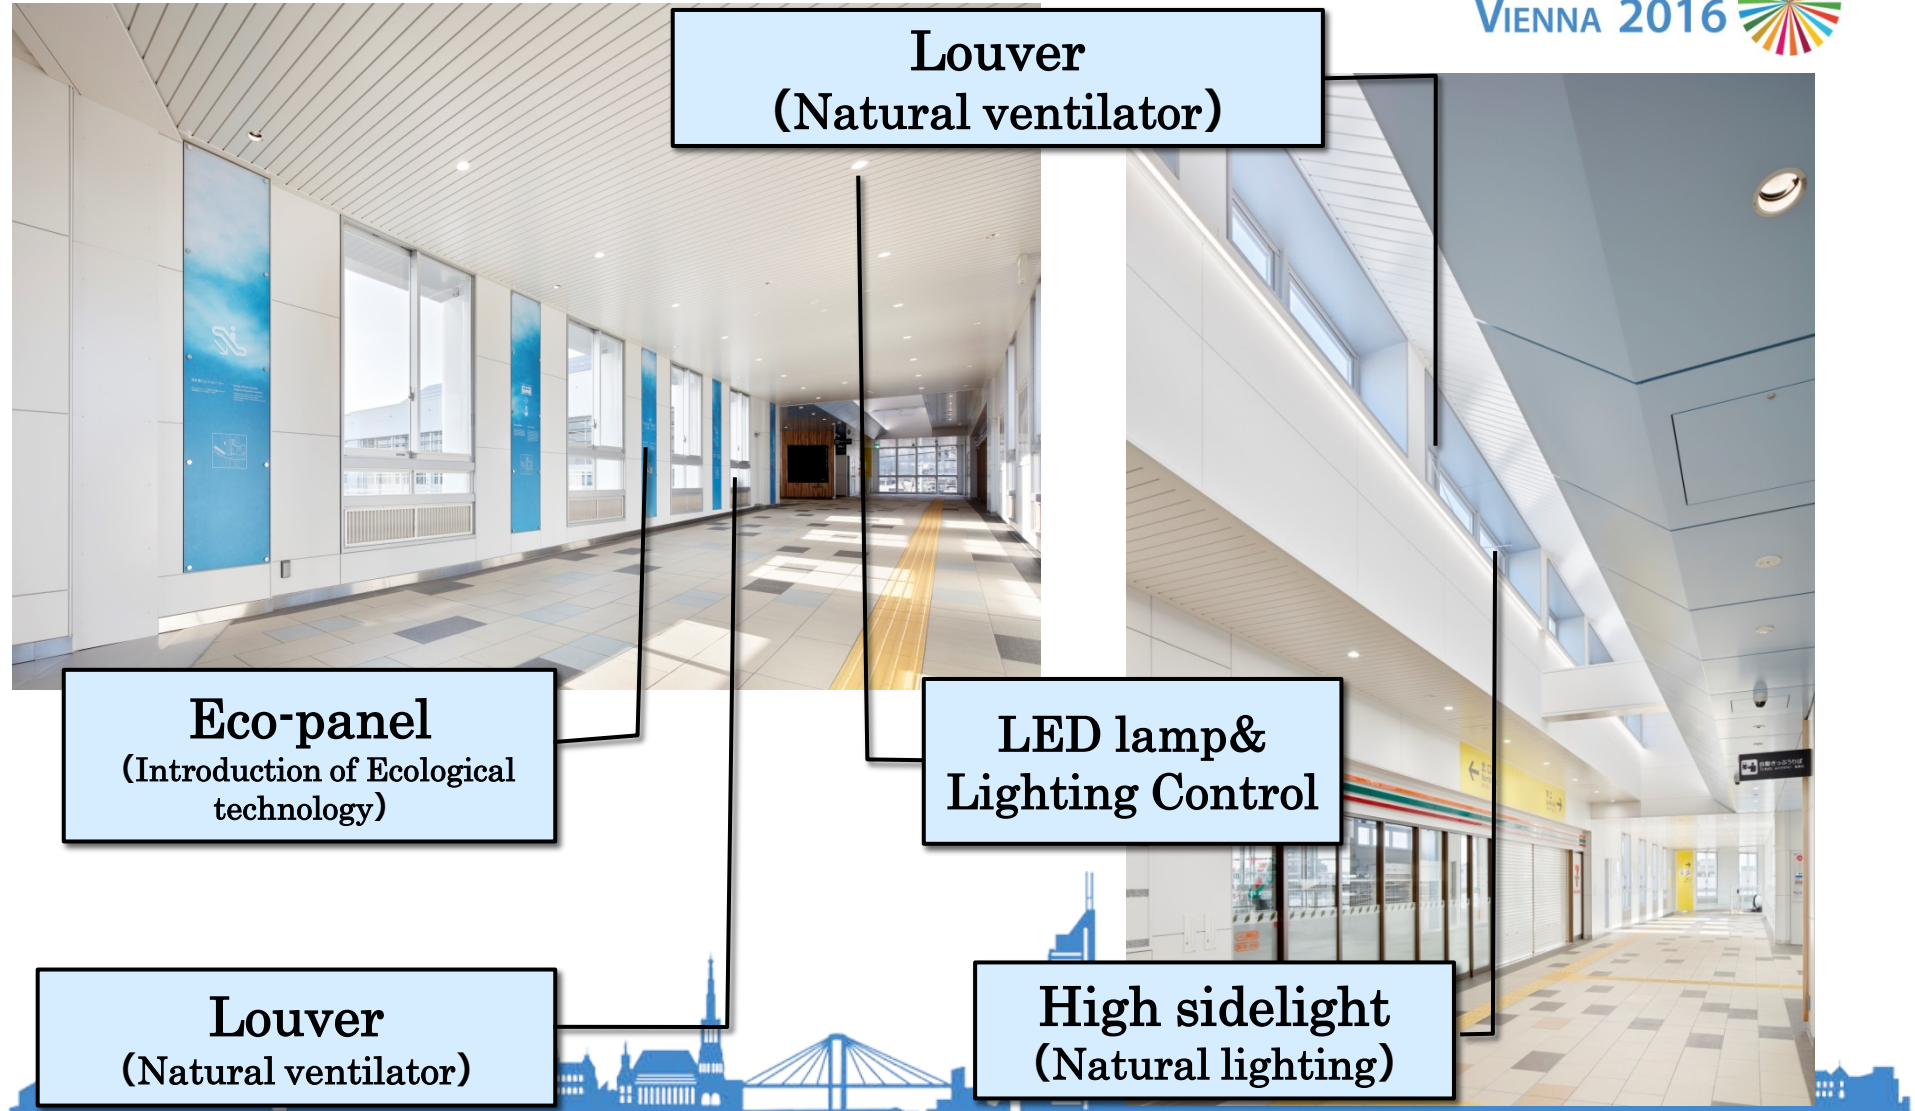 VIENNA 2016
Louver
(Natural ventilator)
Eco-panel
(Introduction of Ecological
technology)
LED lamp&
Lighting Control
Louver
(Natural ventilator)
High sidelight
(Natural lighting)